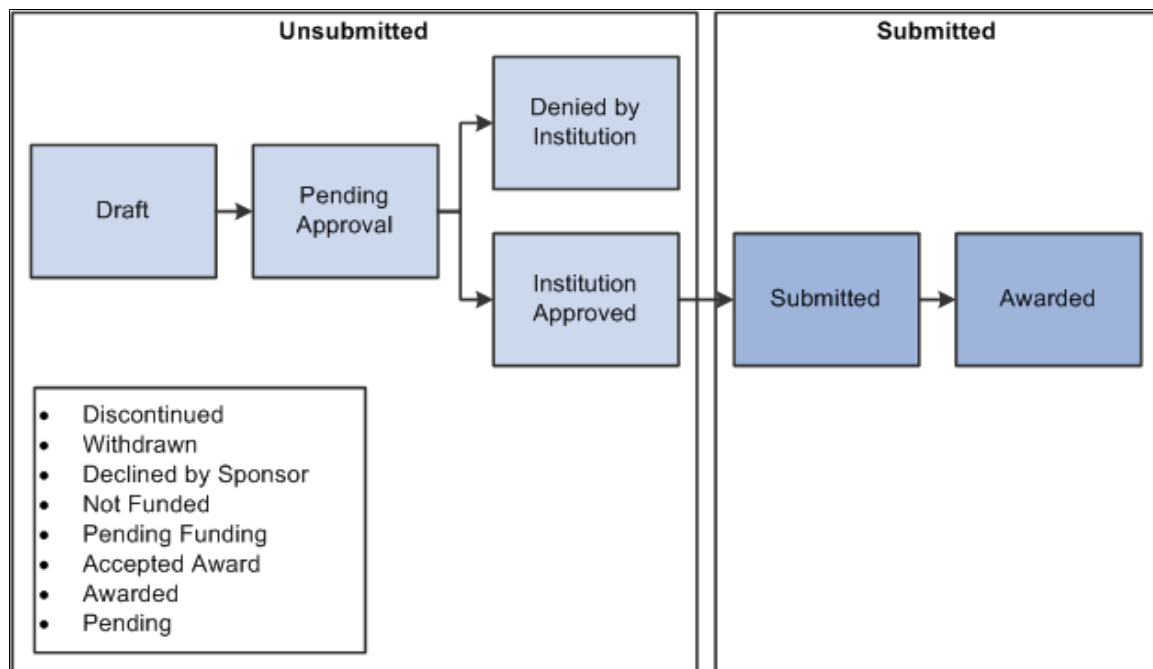 Unsubmitted
Draft
Pending
Approval
Denied by
Institution
Institution
Approved
• Discontinued
• Withdrawn
• Declined by Sponsor
• Not Funded
• Pending Funding
• Accepted Award
• Awarded
• Pending
Submitted
Submitted
Awarded